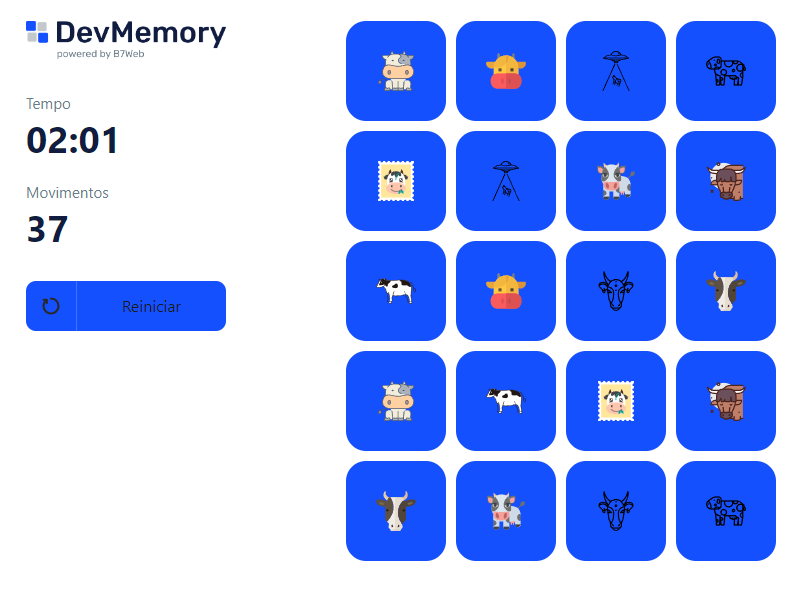 DevMemory
powered by B7Web
Tempo
02:01
Movimentos
37
Reiniciar